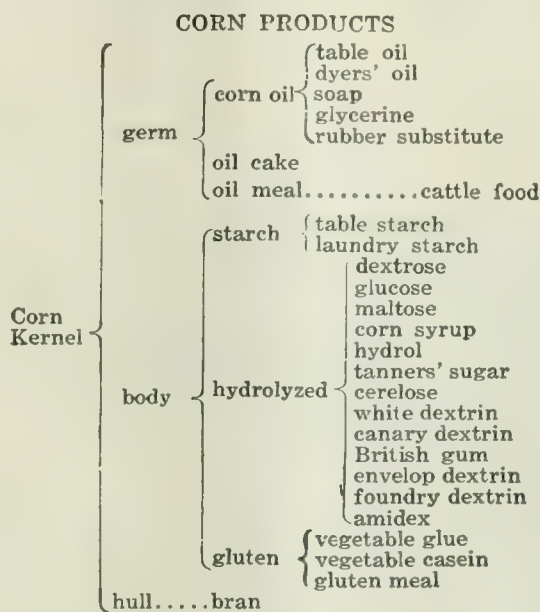 CORN PRODUCTS
table oil
dyers' oil
corn oil soap
glycerine
germ
rubber substitute
oil cake
oil meal..........cattle food
starch table starch
laundry starch
dextrose
glucose
maltose
Corn
corn syrup
Kernel
hydrol
tanners' sugar
body hydrolyzed cerelose
white dextrin
canary dextrin
British gum
envelop dextrin
foundry dextrin
amidex
vegetable glue
gluten vegetable casein
gluten meal
hull.....bran